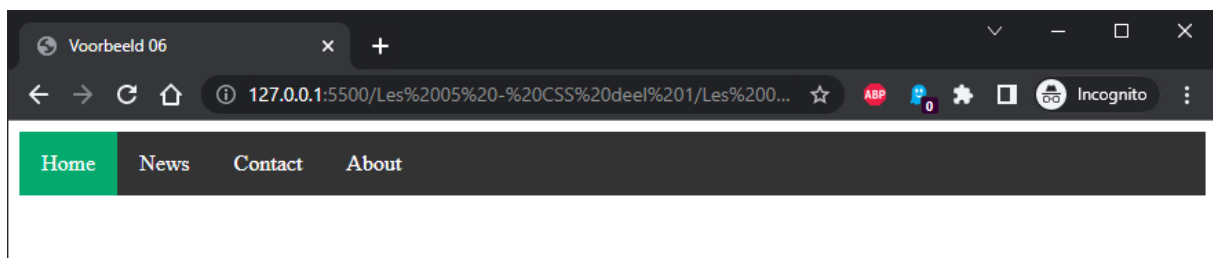 Voorbeeld 06
127.0.0.1:5500/Les%2005%20-%20CSS%20deel%201/Les%200... ABP 0 Incognito
Home News Contact About